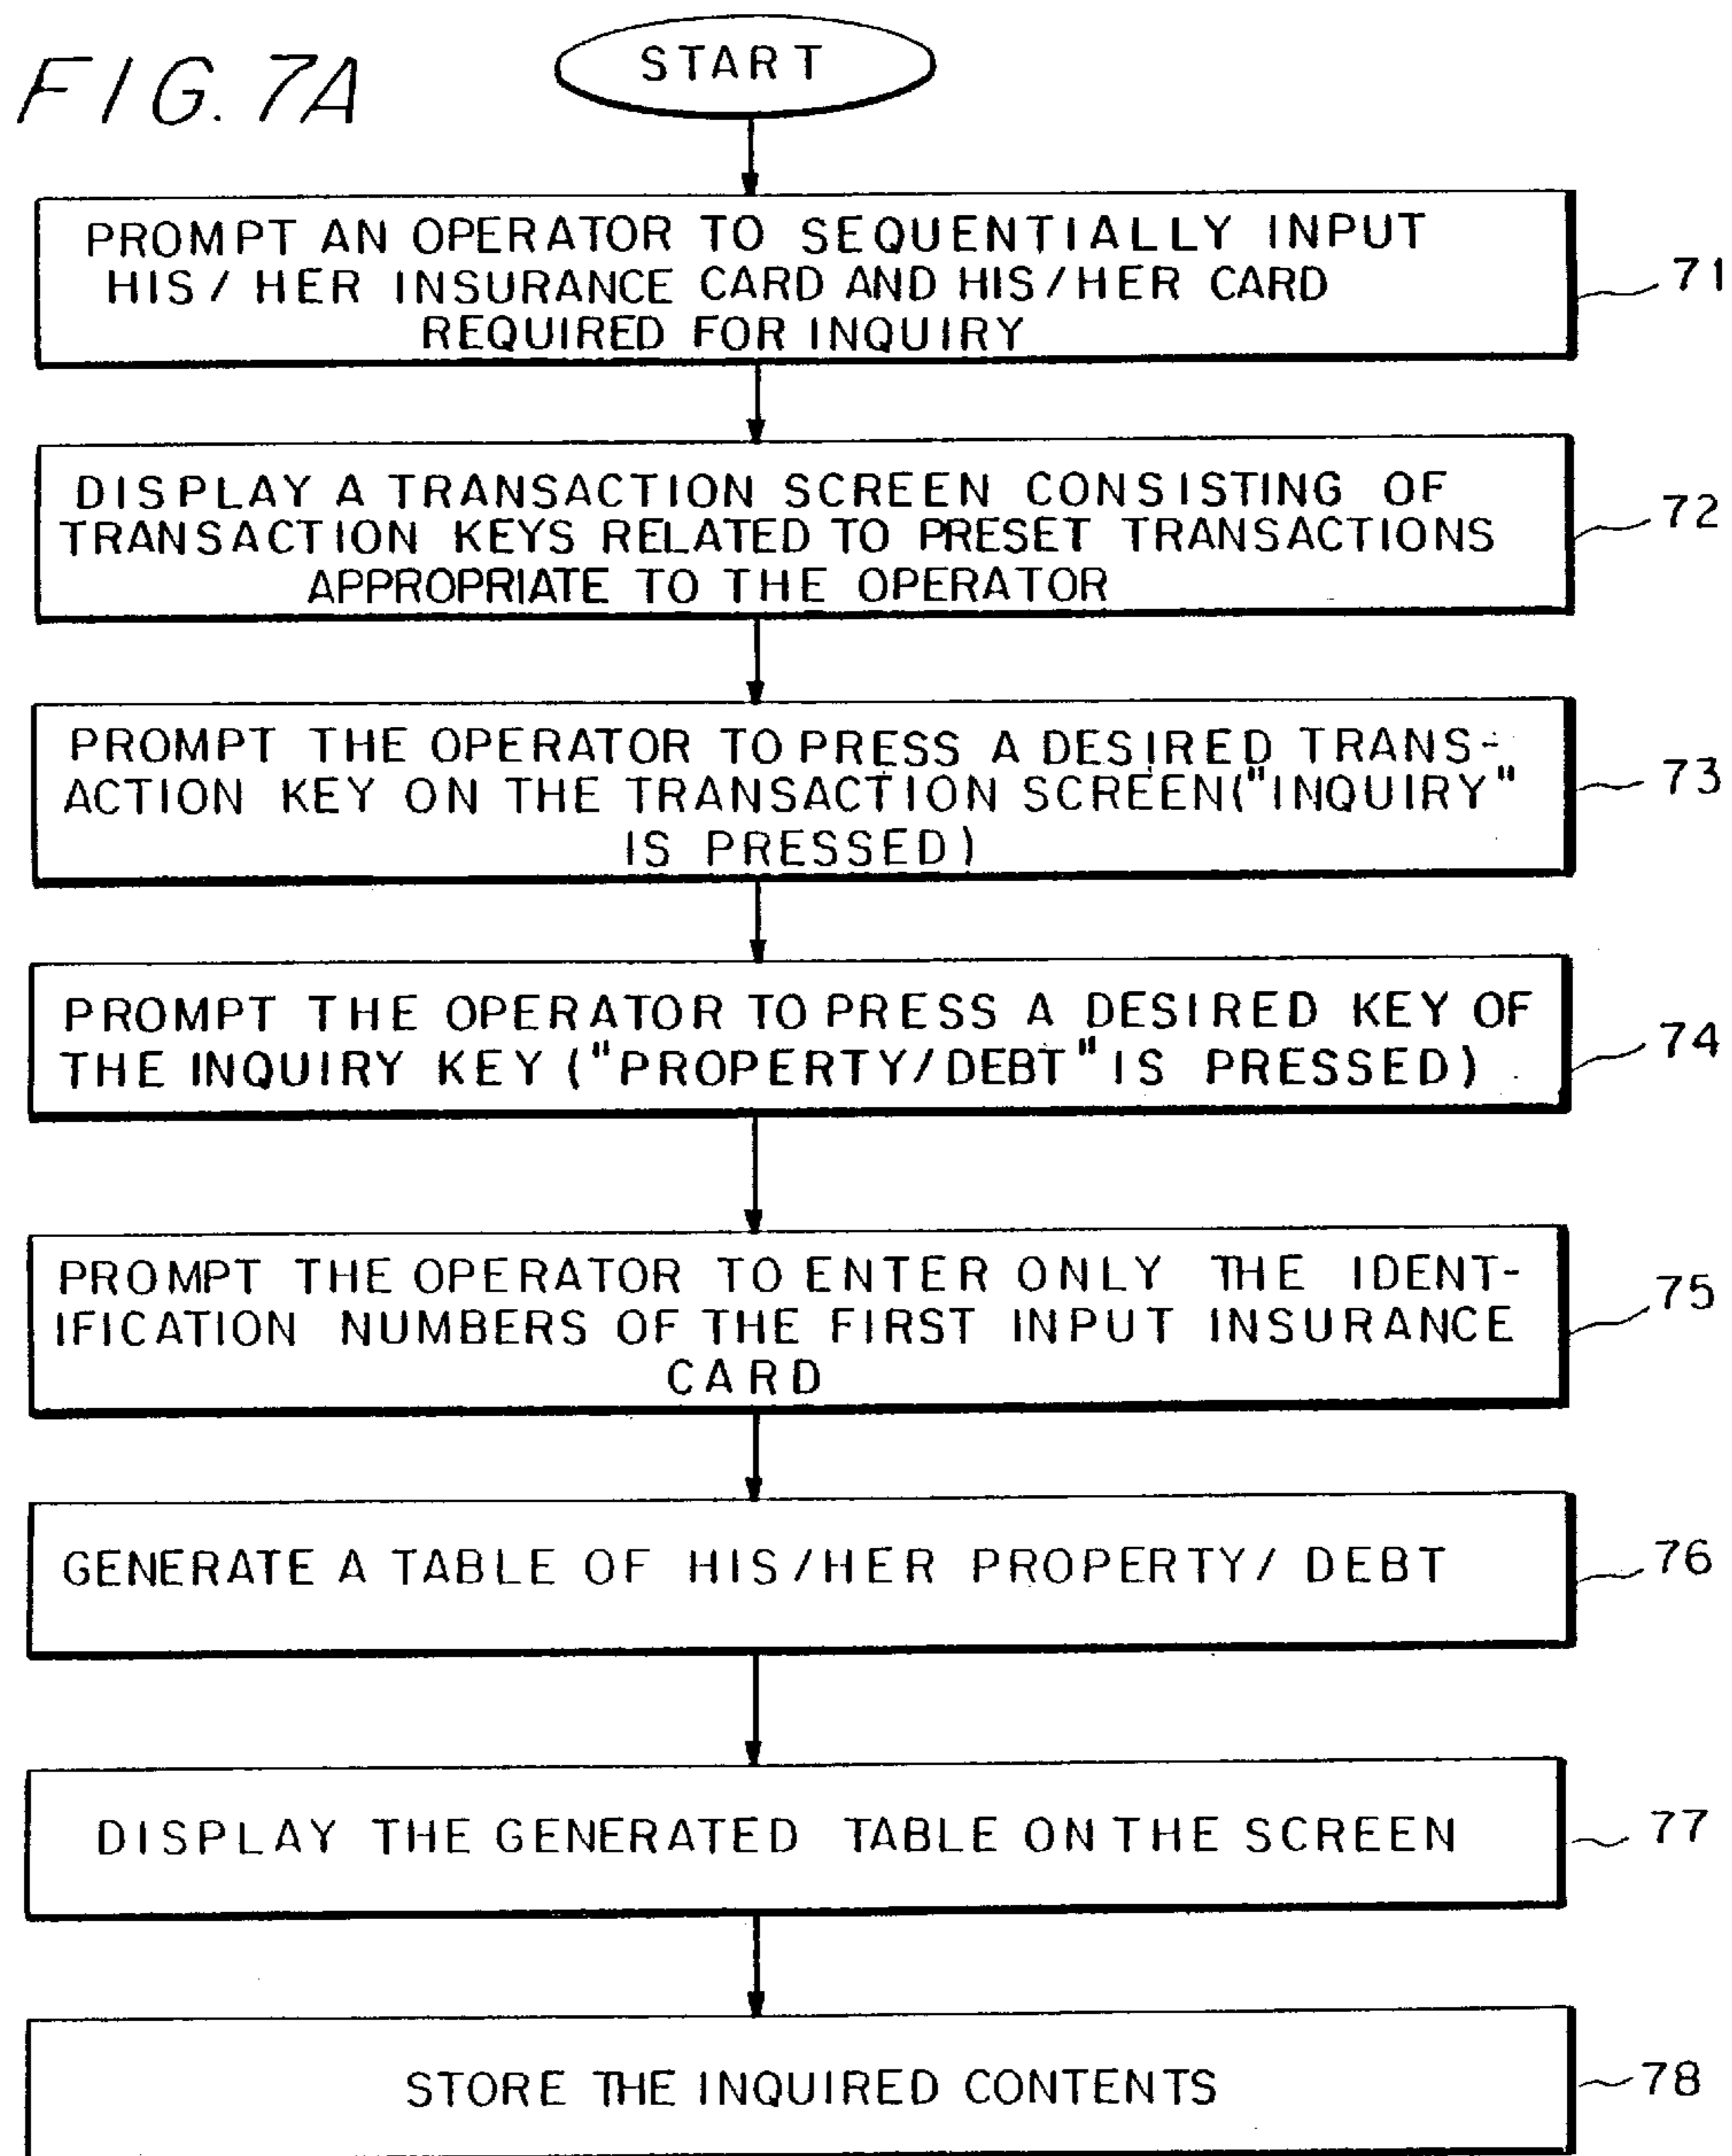 FIG. 7A
START
PROMPT AN OPERATOR TO SEQUENTIALLY INPUT
HIS/HER INSURANCE CARD AND HIS/HER CARD
REQUIRED FOR INQUIRY
71
DISPLAY A TRANSACTION SCREEN CONSISTING OF
TRANSACTION KEYS RELATED TO PRESET TRANSACTIONS
APPROPRIATE TO THE OPERATOR
72
PROMPT THE OPERATOR TO PRESS A DESIRED TRANS-
ACTION KEY ON THE TRANSACTION SCREEN("INQUIRY"
IS PRESSED)
73
PROMPT THE OPERATOR TO PRESS A DESIRED KEY OF
THE INQUIRY KEY ("PROPERTY/DEBT" IS PRESSED)
74
PROMPT THE OPERATOR TO ENTER ONLY THE IDENT-
IFICATION NUMBERS OF THE FIRST INPUT INSURANCE
CARD
75
GENERATE A TABLE OF HIS/HER PROPERTY/ DEBT
76
DISPLAY THE GENERATED TABLE ON THE SCREEN
77
STORE THE INQUIRED CONTENTS
78